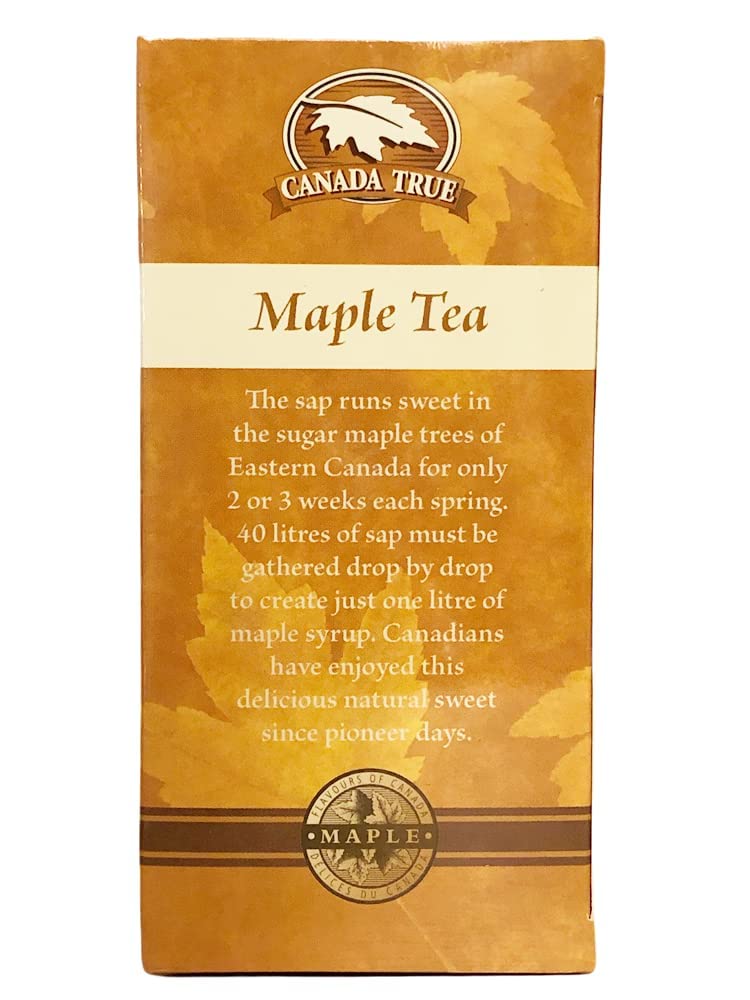 CANADA TRUE
Maple Tea
The sap runs sweet in
the sugar maple trees of
Eastern Canada for only
2 or 3 weeks each spring.
40 litres of sap must be
gathered drop by drop
to create just one litre of
maple syrup. Canadians
have enjoyed this
delicious natural sweet
since pioneer days.
FLAVOURS OF CANADA
· MAPLE ·
DÉLICES DU CANADA